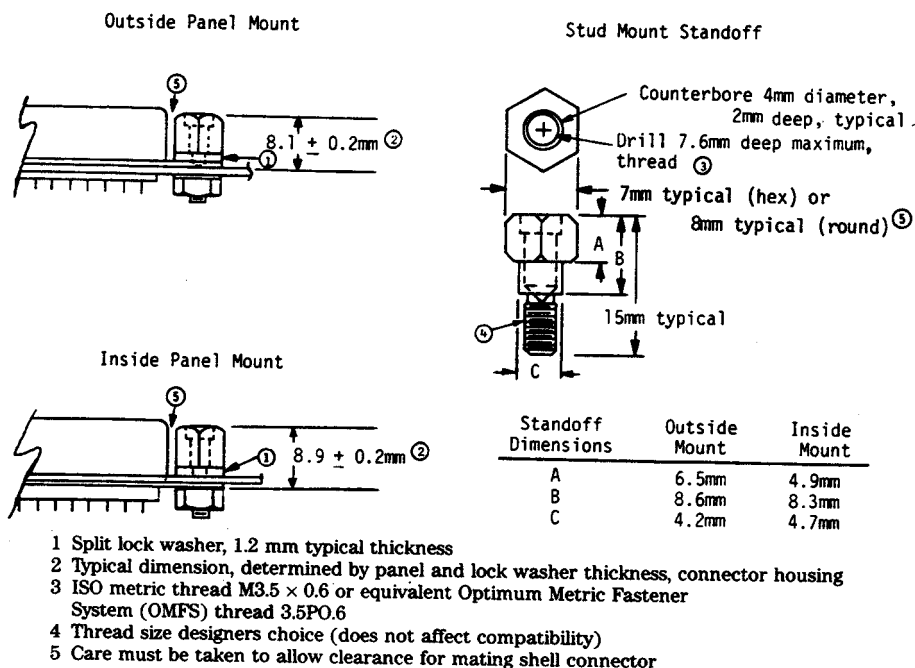 Outside Panel Mount
⑤
8.1 ± 0.2mm ②
①
Stud Mount Standoff
Counterbore 4mm diameter,
2mm deep, typical.
Drill 7.6mm deep maximum,
thread ③
7mm typical (hex) or
8mm typical (round) ⑤
A
B
15mm typical
④
C
Inside Panel Mount
⑤
8.9 ± 0.2mm ②
①
Standoff Dimensions Outside Mount Inside Mount
A 6.5mm 4.9mm
B 8.6mm 8.3mm
C 4.2mm 4.7mm
1 Split lock washer, 1.2 mm typical thickness
2 Typical dimension, determined by panel and lock washer thickness, connector housing
3 ISO metric thread M3.5 × 0.6 or equivalent Optimum Metric Fastener
System (OMFS) thread 3.5PO.6
4 Thread size designers choice (does not affect compatibility)
5 Care must be taken to allow clearance for mating shell connector